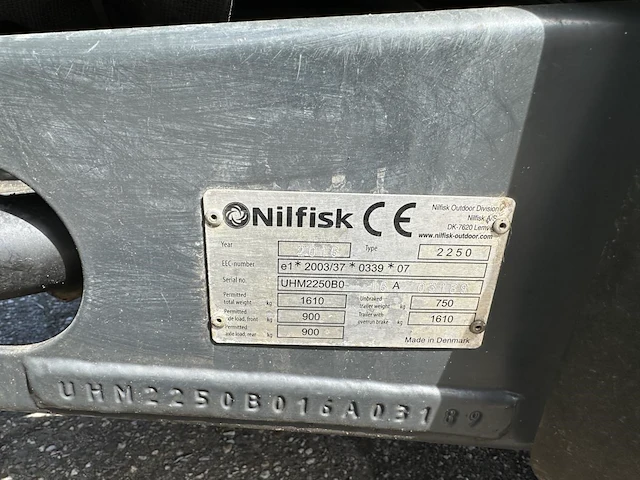 Nilfisk CE
Nilfisk Outdoor Division
Nilfisk A/S
DK-7620 Lemvig
www.nilfisk-outdoor.com
Year 2016 Type 2250
EEC-number e1*2003/37*0339*07
Serial no. UHM2250B0 A 03189
Permitted total weight kg 1610 Unbraked trailer weight kg 750
Permitted axle load, front kg 900 Trailer with overrun brake kg 1610
Permitted axle load, rear kg 900
Made in Denmark
UHM2250B016A03189